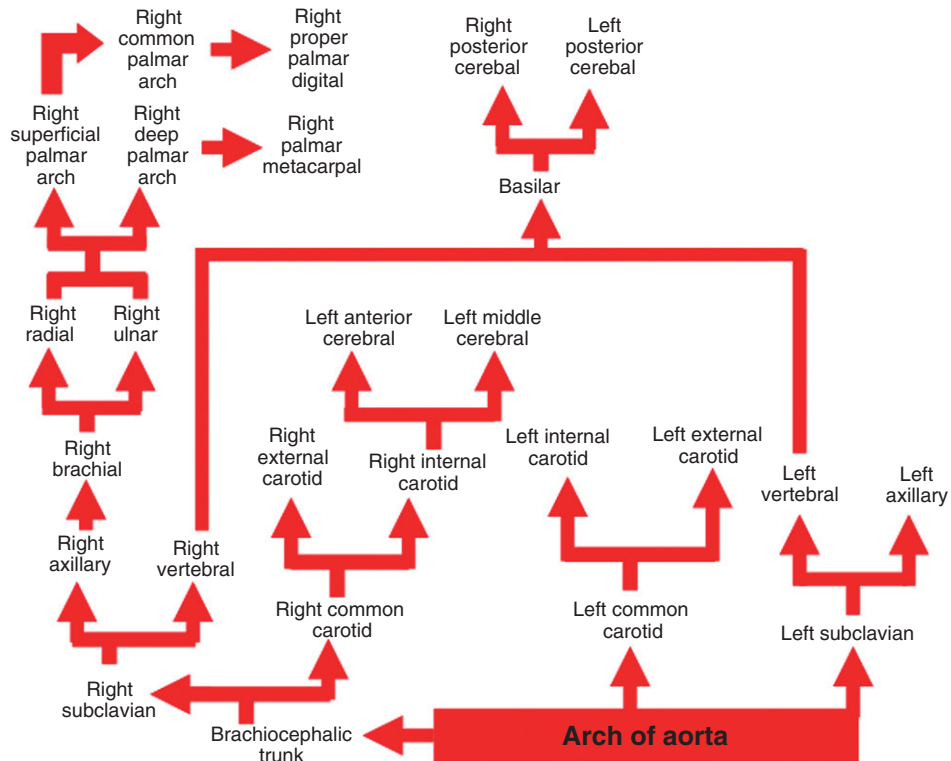 Right
common
palmar
arch
Right
proper
palmar
digital
Right
posterior
cerebal
Left
posterior
cerebal
Right
superficial
palmar
arch
Right
deep
palmar
arch
Right
palmar
metacarpal
Basilar
Right
radial
Right
ulnar
Left anterior
cerebral
Left middle
cerebral
Right
brachial
Right
external
carotid
Right internal
carotid
Left internal
carotid
Left external
carotid
Left
vertebral
Left
axillary
Right
axillary
Right
vertebral
Right common
carotid
Left common
carotid
Left subclavian
Right
subclavian
Brachiocephalic
trunk
Arch of aorta